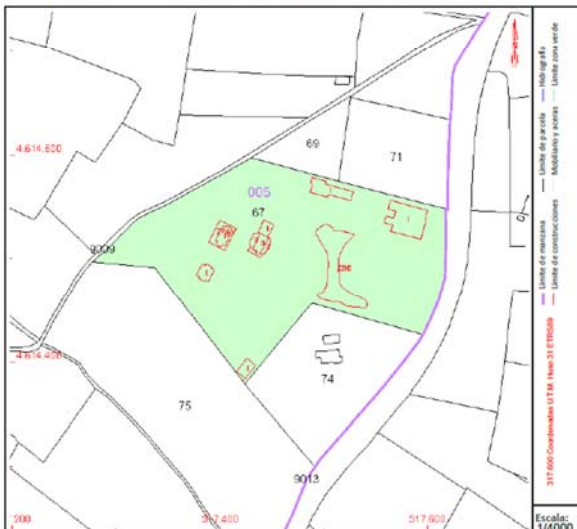 4.614.600
69
71
005
67
9009
4.614.400
75
74
9013
200
317.400
317.600
Límite de manzana
Límite de parcela
Hidrografía
Límite de construcciones
Mobiliario y aceras
Límite zona verde
317.600 Coordenadas U.T.M. Huso 31 ETRS89
Escala:
1/4000